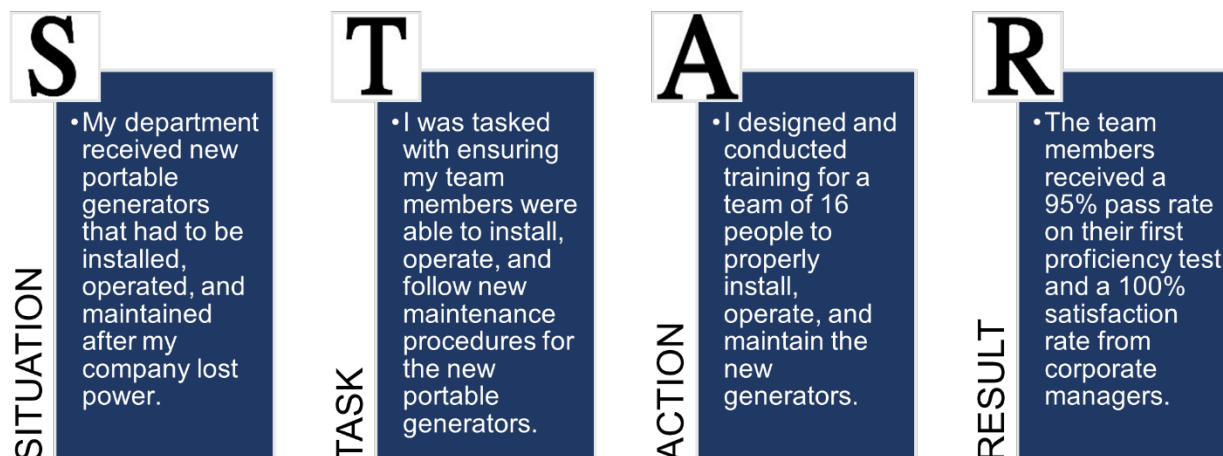 S
SITUATION
•My department
received new
portable
generators
that had to be
installed,
operated, and
maintained
after my
company lost
power.
T
TASK
•I was tasked
with ensuring
my team
members were
able to install,
operate, and
follow new
maintenance
procedures for
the new
portable
generators.
A
ACTION
•I designed and
conducted
training for a
team of 16
people to
properly
install,
operate, and
maintain the
new
generators.
R
RESULT
•The team
members
received a
95% pass rate
on their first
proficiency test
and a 100%
satisfaction
rate from
corporate
managers.